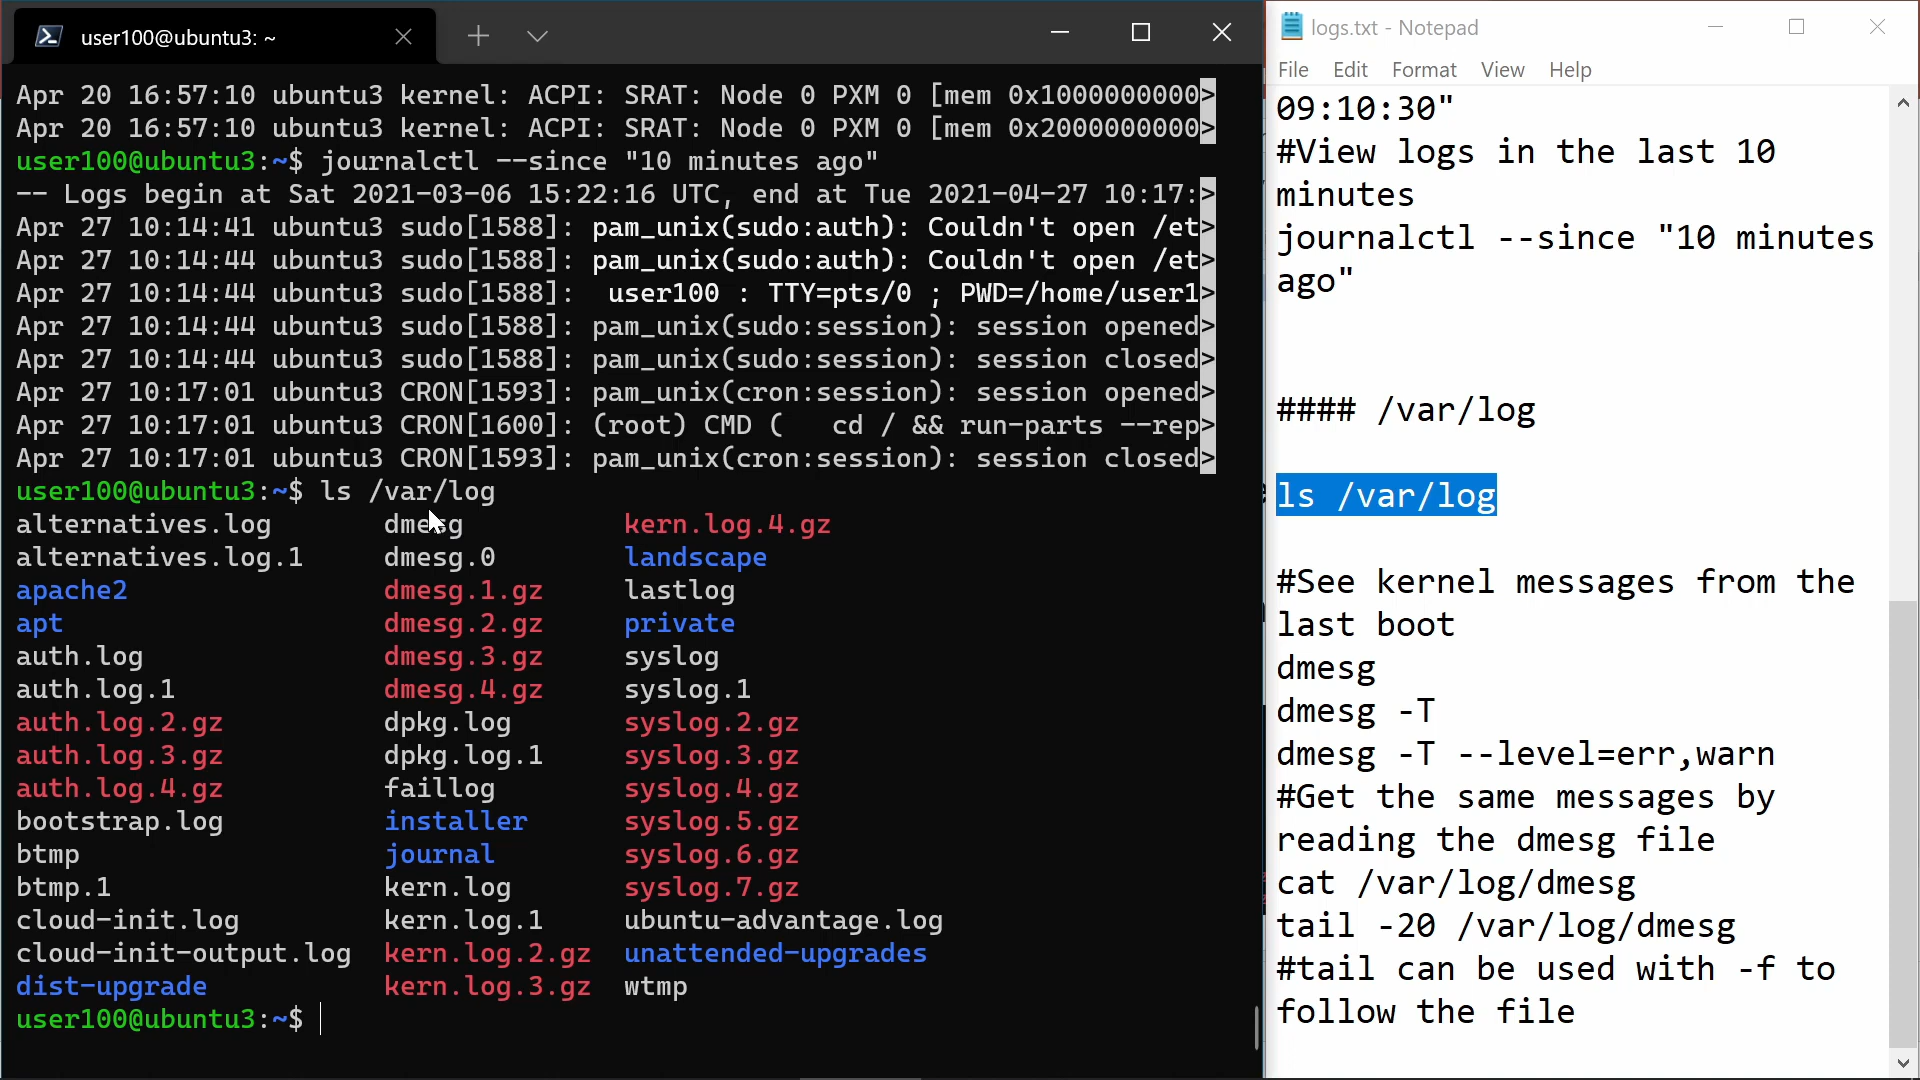 user100@ubuntu3: ~
Apr 20 16:57:10 ubuntu3 kernel: ACPI: SRAT: Node 0 PXM 0 [mem 0x1000000000>
Apr 20 16:57:10 ubuntu3 kernel: ACPI: SRAT: Node 0 PXM 0 [mem 0x2000000000>
user100@ubuntu3:~$ journalctl --since "10 minutes ago"
-- Logs begin at Sat 2021-03-06 15:22:16 UTC, end at Tue 2021-04-27 10:17:>
Apr 27 10:14:41 ubuntu3 sudo[1588]: pam_unix(sudo:auth): Couldn't open /et>
Apr 27 10:14:44 ubuntu3 sudo[1588]: pam_unix(sudo:auth): Couldn't open /et>
Apr 27 10:14:44 ubuntu3 sudo[1588]:  user100 : TTY=pts/0 ; PWD=/home/user1>
Apr 27 10:14:44 ubuntu3 sudo[1588]: pam_unix(sudo:session): session opened>
Apr 27 10:14:44 ubuntu3 sudo[1588]: pam_unix(sudo:session): session closed>
Apr 27 10:17:01 ubuntu3 CRON[1593]: pam_unix(cron:session): session opened>
Apr 27 10:17:01 ubuntu3 CRON[1600]: (root) CMD (   cd / && run-parts --rep>
Apr 27 10:17:01 ubuntu3 CRON[1593]: pam_unix(cron:session): session closed>
user100@ubuntu3:~$ ls /var/log
alternatives.log dmesg kern.log.4.gz
alternatives.log.1 dmesg.0 landscape
apache2 dmesg.1.gz lastlog
apt dmesg.2.gz private
auth.log dmesg.3.gz syslog
auth.log.1 dmesg.4.gz syslog.1
auth.log.2.gz dpkg.log syslog.2.gz
auth.log.3.gz dpkg.log.1 syslog.3.gz
auth.log.4.gz faillog syslog.4.gz
bootstrap.log installer syslog.5.gz
btmp journal syslog.6.gz
btmp.1 kern.log syslog.7.gz
cloud-init.log kern.log.1 ubuntu-advantage.log
cloud-init-output.log kern.log.2.gz unattended-upgrades
dist-upgrade kern.log.3.gz wtmp
user100@ubuntu3:~$
logs.txt - Notepad
File Edit Format View Help
09:10:30"
#View logs in the last 10
minutes
journalctl --since "10 minutes
ago"
#### /var/log
ls /var/log
#See kernel messages from the
last boot
dmesg
dmesg -T
dmesg -T --level=err,warn
#Get the same messages by
reading the dmesg file
cat /var/log/dmesg
tail -20 /var/log/dmesg
#tail can be used with -f to
follow the file